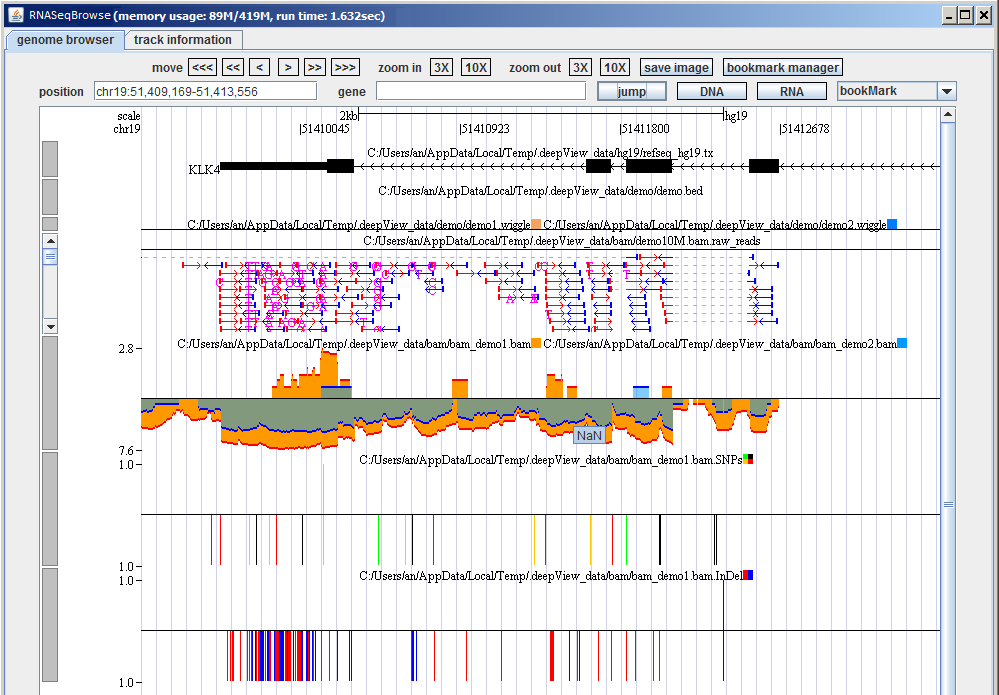 RNASeqBrowse (memory usage: 89M/419M, run time: 1.632sec)
genome browser track information
move <<< << < > >> >>> zoom in 3X 10X zoom out 3X 10X save image bookmark manager
position chr19:51,409,169-51,413,556 gene jump DNA RNA bookMark
scale 2kb hg19
chr19 |51410045 |51410923 |51411800 |51412678
C:/Users/an/AppData/Local/Temp/.deepView_data/hg19/refseq_hg19.tx
KLK4
C:/Users/an/AppData/Local/Temp/.deepView_data/demo/demo.bed
C:/Users/an/AppData/Local/Temp/.deepView_data/demo/demo1.wiggle C:/Users/an/AppData/Local/Temp/.deepView_data/demo/demo2.wiggle
C:/Users/an/AppData/Local/Temp/.deepView_data/bam/demo10M.bam.raw_reads
C:/Users/an/AppData/Local/Temp/.deepView_data/bam/bam_demo1.bam C:/Users/an/AppData/Local/Temp/.deepView_data/bam/bam_demo2.bam
2.8
NaN
7.6
C:/Users/an/AppData/Local/Temp/.deepView_data/bam/bam_demo1.bam.SNPs
1.0
1.0
C:/Users/an/AppData/Local/Temp/.deepView_data/bam/bam_demo1.bam.InDel
1.0
1.0